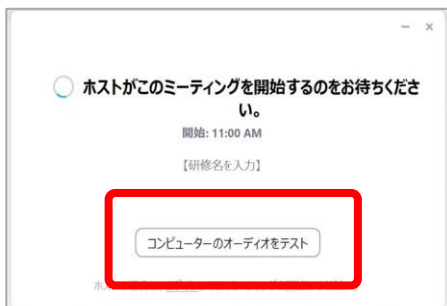 ホストがこのミーティングを開始するのをお待ちくださ
い。
開始: 11:00 AM
【研修名を入力】
コンピューターのオーディオをテスト